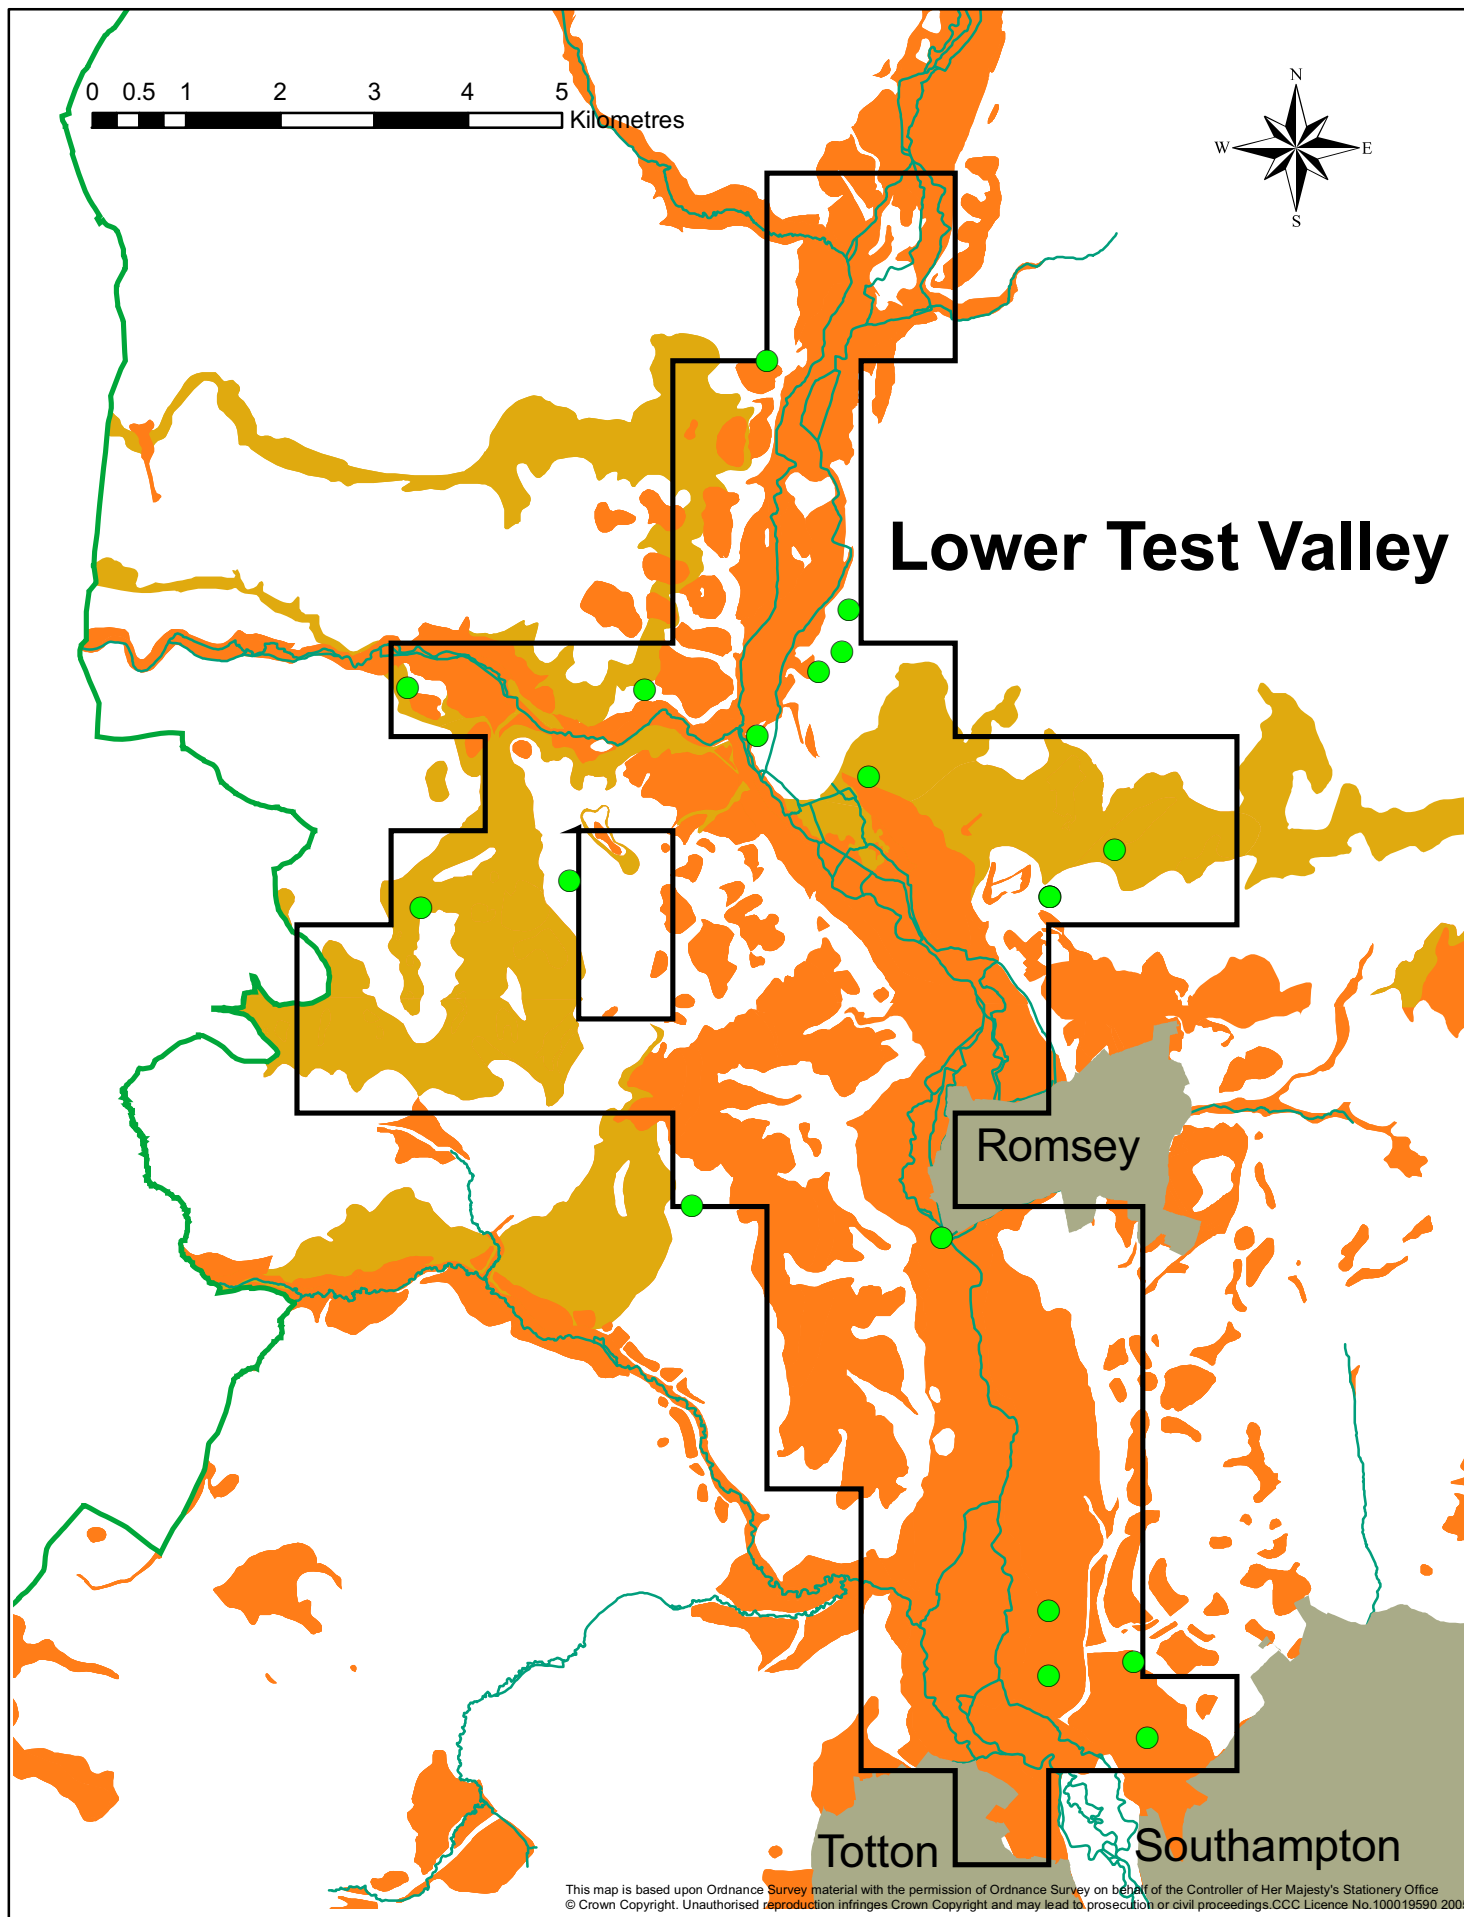 0 0.5 1 2 3 4 5
Kilometres
N
W E
S
Lower Test Valley
Romsey
Totton
Southampton
This map is based upon Ordnance Survey material with the permission of Ordnance Survey on behalf of the Controller of Her Majesty's Stationery Office
© Crown Copyright. Unauthorised reproduction infringes Crown Copyright and may lead to prosecution or civil proceedings.CCC Licence No.100019590 2005